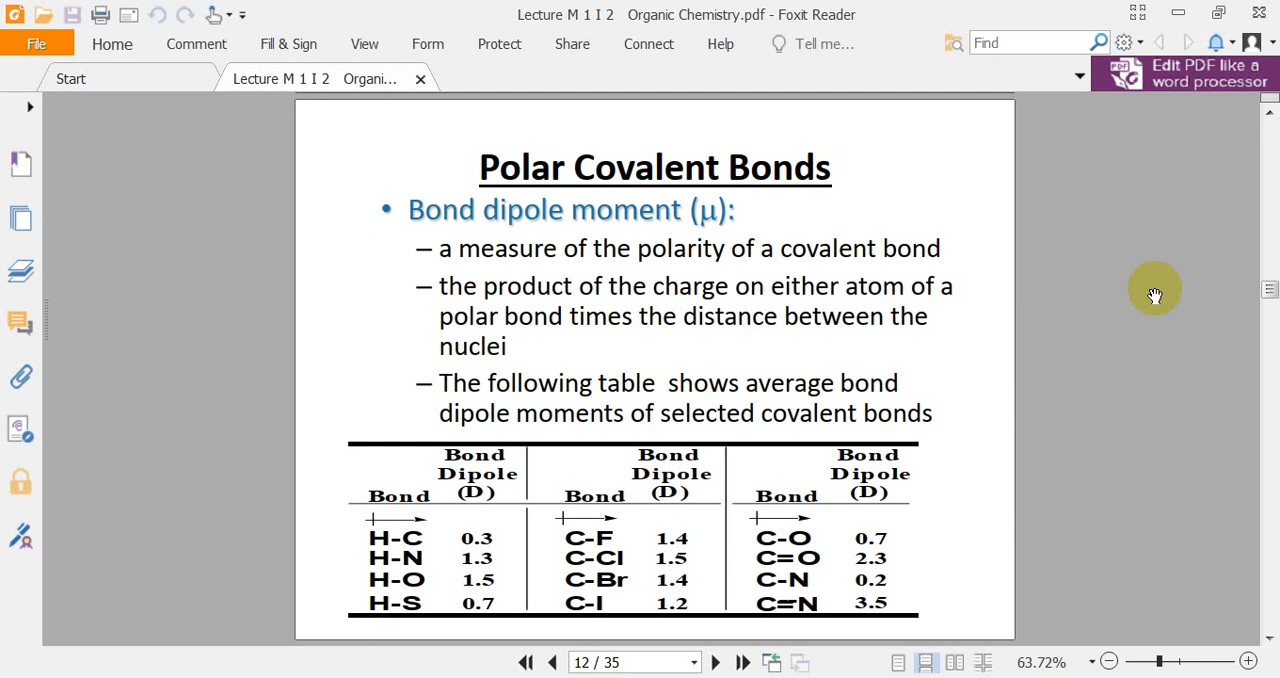 Lecture M 1 I 2 Organic Chemistry.pdf - Foxit Reader
File Home Comment Fill & Sign View Form Protect Share Connect Help Tell me... Find
Start Lecture M 1 I 2 Organi... Edit PDF like a
word processor
Polar Covalent Bonds
• Bond dipole moment (μ):
– a measure of the polarity of a covalent bond
– the product of the charge on either atom of a
polar bond times the distance between the
nuclei
– The following table shows average bond
dipole moments of selected covalent bonds
Bond Bond Bond
Dipole Dipole Dipole
Bond (D) Bond (D) Bond (D)
H-C 0.3 C-F 1.4 C-O 0.7
H-N 1.3 C-Cl 1.5 C=O 2.3
H-O 1.5 C-Br 1.4 C-N 0.2
H-S 0.7 C-I 1.2 C≡N 3.5
12 / 35 63.72%